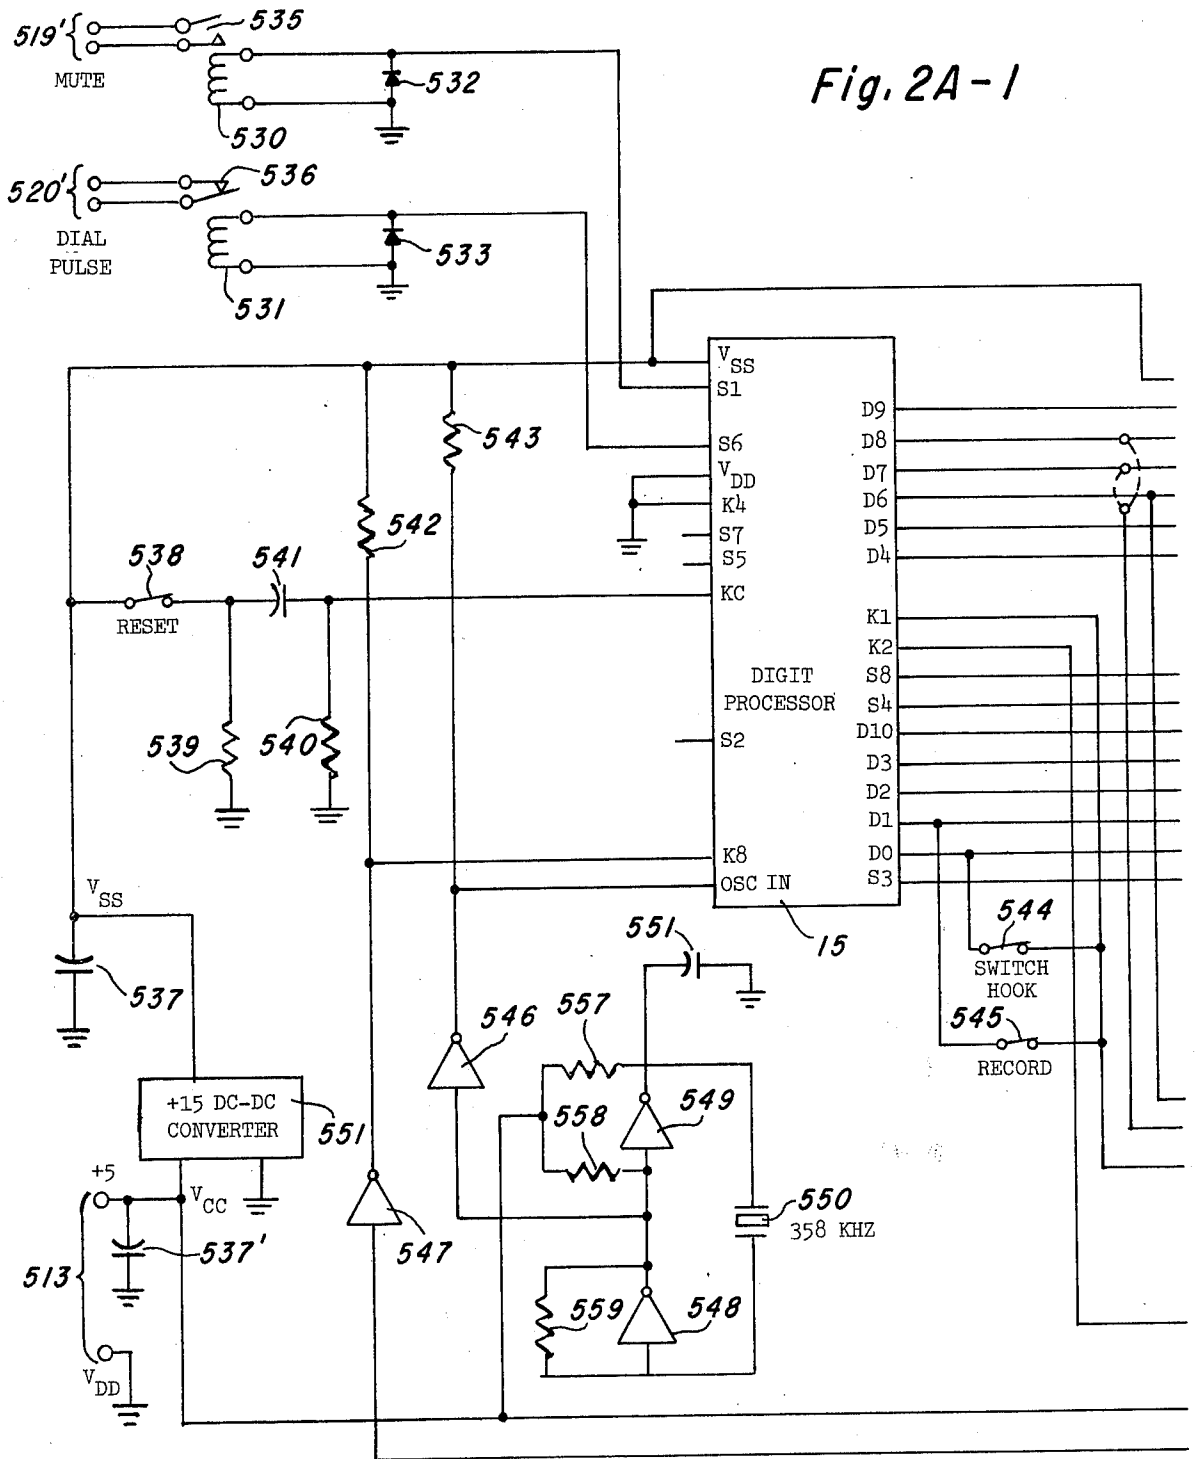 Fig. 2A-1
519'
535
MUTE
532
530
520'
536
DIAL
PULSE
533
531
VSS
S1
S6
VDD
K4
S7
S5
KC
S2
K8
OSC IN
DIGIT
PROCESSOR
D9
D8
D7
D6
D5
D4
K1
K2
S8
S4
D10
D3
D2
D1
D0
S3
543
542
538
541
RESET
539
540
15
544
SWITCH
HOOK
545
RECORD
VSS
537
551
546
557
549
558
+15 DC-DC
CONVERTER
551
+5
VCC
537'
513
VDD
547
550
358 KHZ
559
548